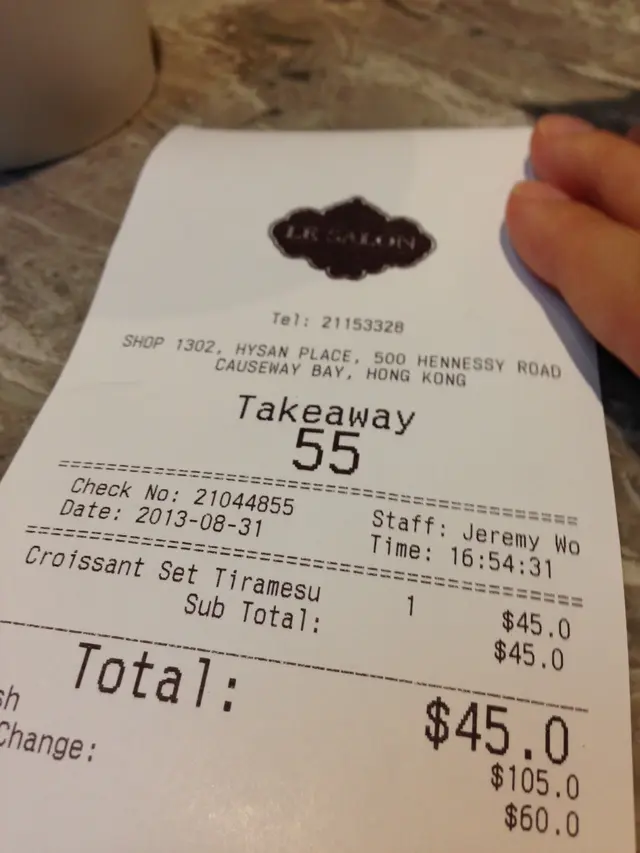 LE SALON
Tel: 21153328
SHOP 1302, HYSAN PLACE, 500 HENNESSY ROAD
CAUSEWAY BAY, HONG KONG
Takeaway
55
Check No: 21044855 Staff: Jeremy Wo
Date: 2013-08-31 Time: 16:54:31
Croissant Set Tiramesu 1 $45.0
Sub Total: $45.0
Total: $45.0
sh $105.0
Change: $60.0